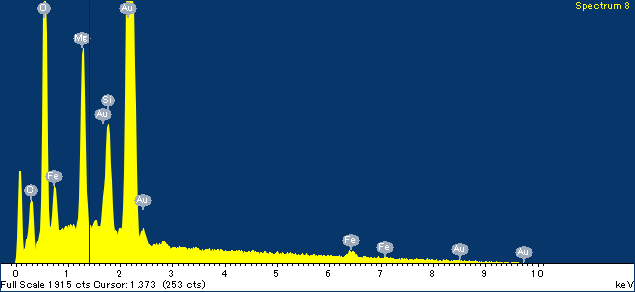 Spectrum 8
O Au
Mg
Si
Au
Fe
O
Au
Fe
Fe
Au
Au
0 1 2 3 4 5 6 7 8 9 10
Full Scale 1915 cts Cursor: 1.373 (253 cts) keV